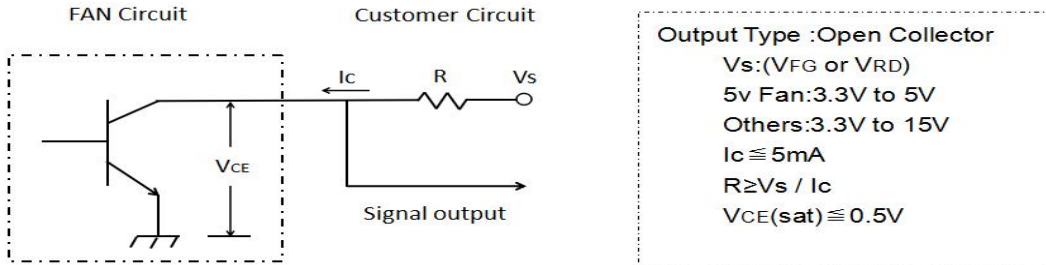 FAN Circuit
Customer Circuit
Ic
R
Vs
VCE
Signal output
Output Type :Open Collector
Vs:(VFG or VRD)
5v Fan:3.3V to 5V
Others:3.3V to 15V
Ic≦5mA
R≥Vs / Ic
VCE(sat)≦0.5V